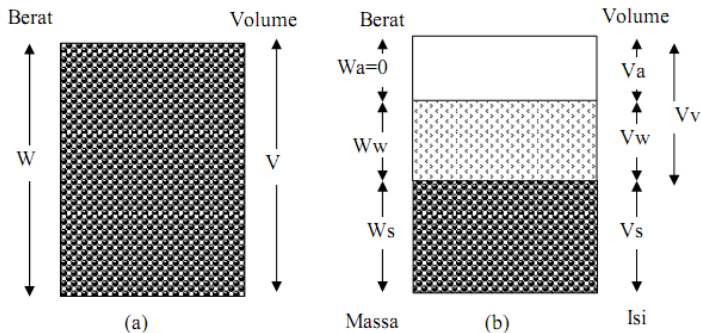 Berat Volume
W V
(a)
Berat Volume
Wa=0 Va
Vv
Ww Vw
Ws Vs
Massa (b) Isi